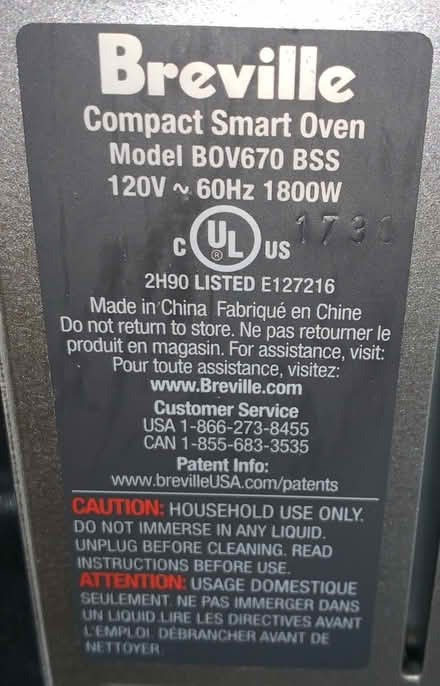 Breville
Compact Smart Oven
Model BOV670 BSS
120V ~ 60Hz 1800W
C UL ® US
2H90 LISTED E127216
Made in China Fabriqué en Chine
Do not return to store. Ne pas retourner le
produit en magasin. For assistance, visit:
Pour toute assistance, visitez:
www.Breville.com
Customer Service
USA 1-866-273-8455
CAN 1-855-683-3535
Patent Info:
www.brevilleUSA.com/patents
CAUTION: HOUSEHOLD USE ONLY.
DO NOT IMMERSE IN ANY LIQUID.
UNPLUG BEFORE CLEANING. READ
INSTRUCTIONS BEFORE USE.
ATTENTION: USAGE DOMESTIQUE
SEULEMENT. NE PAS IMMERGER DANS
UN LIQUID.LIRE LES DIRECTIVES AVANT
L'EMPLOI. DÉBRANCHER AVANT DE
NETTOYER.